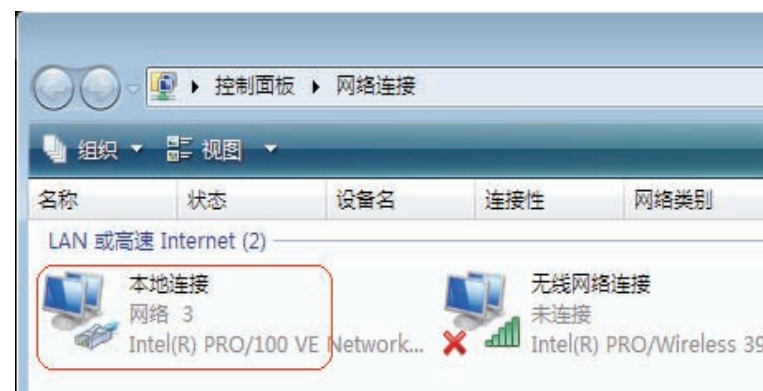 控制面板 网络连接
组织 视图
名称 状态 设备名 连接性 网络类别
LAN 或高速 Internet (2)
本地连接
网络 3
Intel(R) PRO/100 VE Network...
无线网络连接
未连接
Intel(R) PRO/Wireless 39